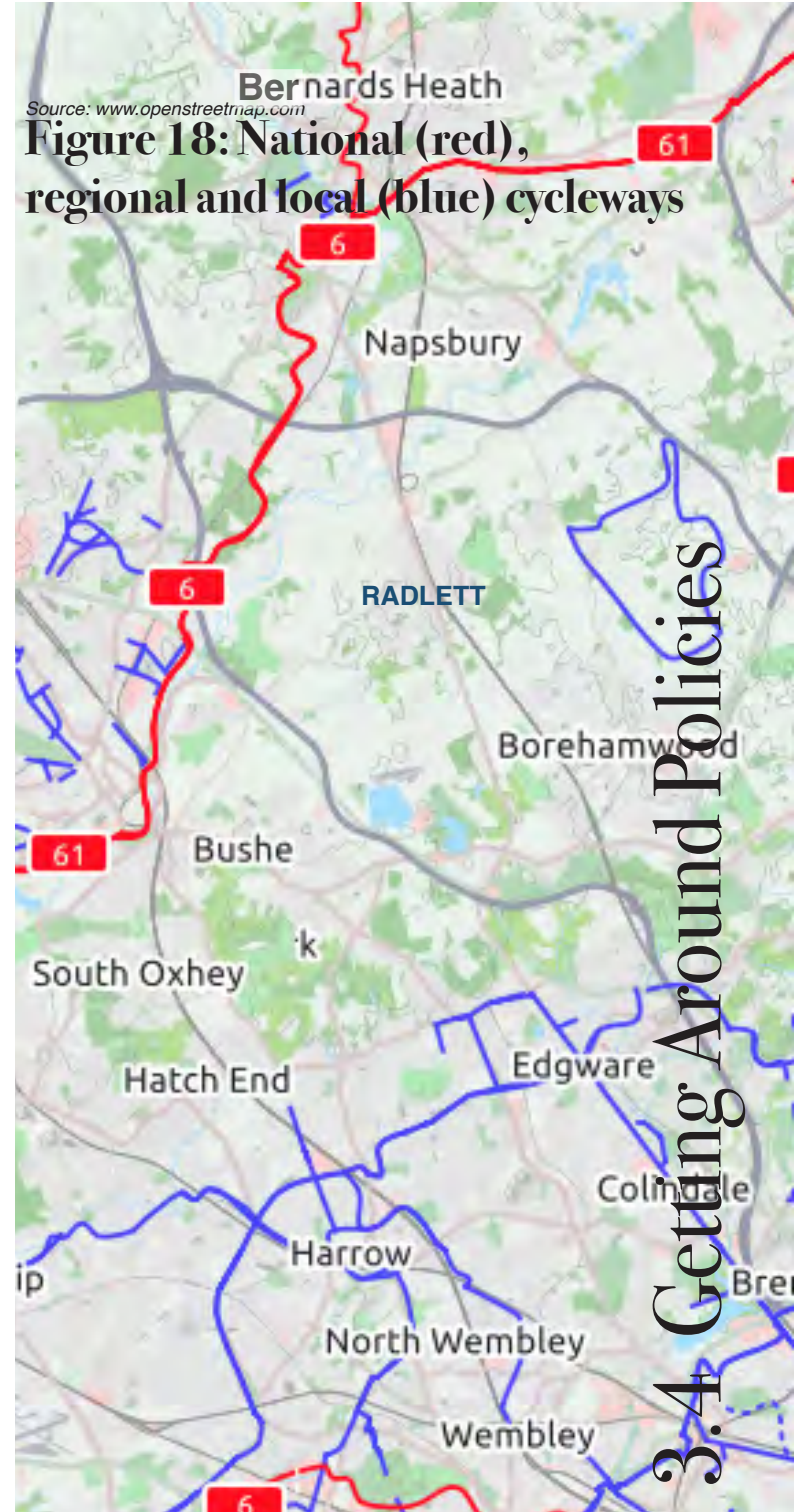 Bernards Heath
Source: www.openstreetmap.com
Figure 18: National (red),
regional and local (blue) cycleways
61
6
Napsbury
6
RADLETT
Borehamwood
61
Bushe
k
South Oxhey
Edgware
Hatch End
Colindale
Harrow
ip
Brer
North Wembley
Wembley
6
3.4 Getting Around Policies